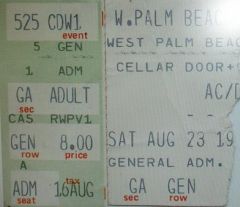 525 CDW1
event
5 GEN
1 ADM
GA ADULT
sec
CAS RWPV1
GEN 8.00
row price
A tax
ADM 16AUG
seat
W.PALM BEAC
WEST PALM BEACH
CELLAR DOOR
AC/D
SAT AUG 23 19
GENERAL ADM.
GA GEN
sec row